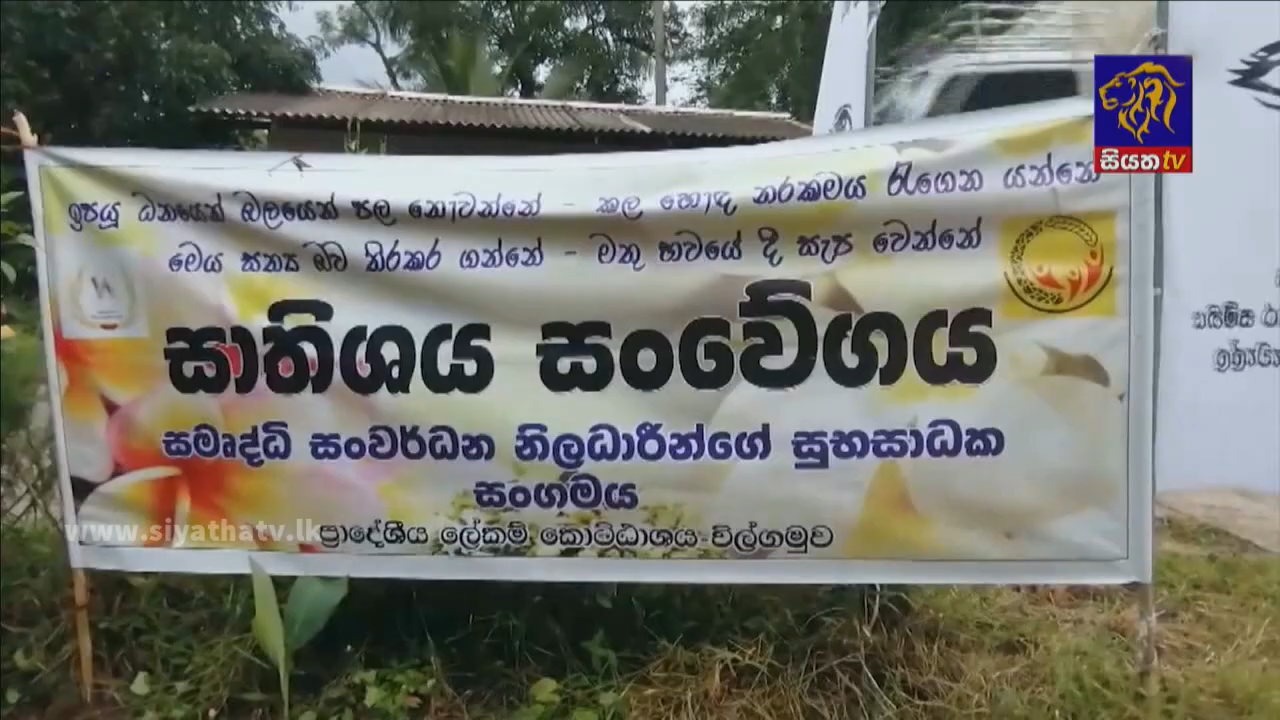 ඉපයූ ධනයෙන් බලයෙන් පල නොවන්නේ - කල හොඳ නරකමය රැගෙන යන්නේ
මෙය සත්‍ය බව තිරකර ගන්නේ - මතු භවයේ දී සැප වෙන්නේ
සාතිශය සංවේගය
සමෘද්ධි සංවර්ධන නිලධාරීන්ගේ සුභසාධක
සංගමය
ප්‍රාදේශීය ලේකම් කොට්ඨාශය-විල්ගමුව
www.siyathatv.lk
සියත tv